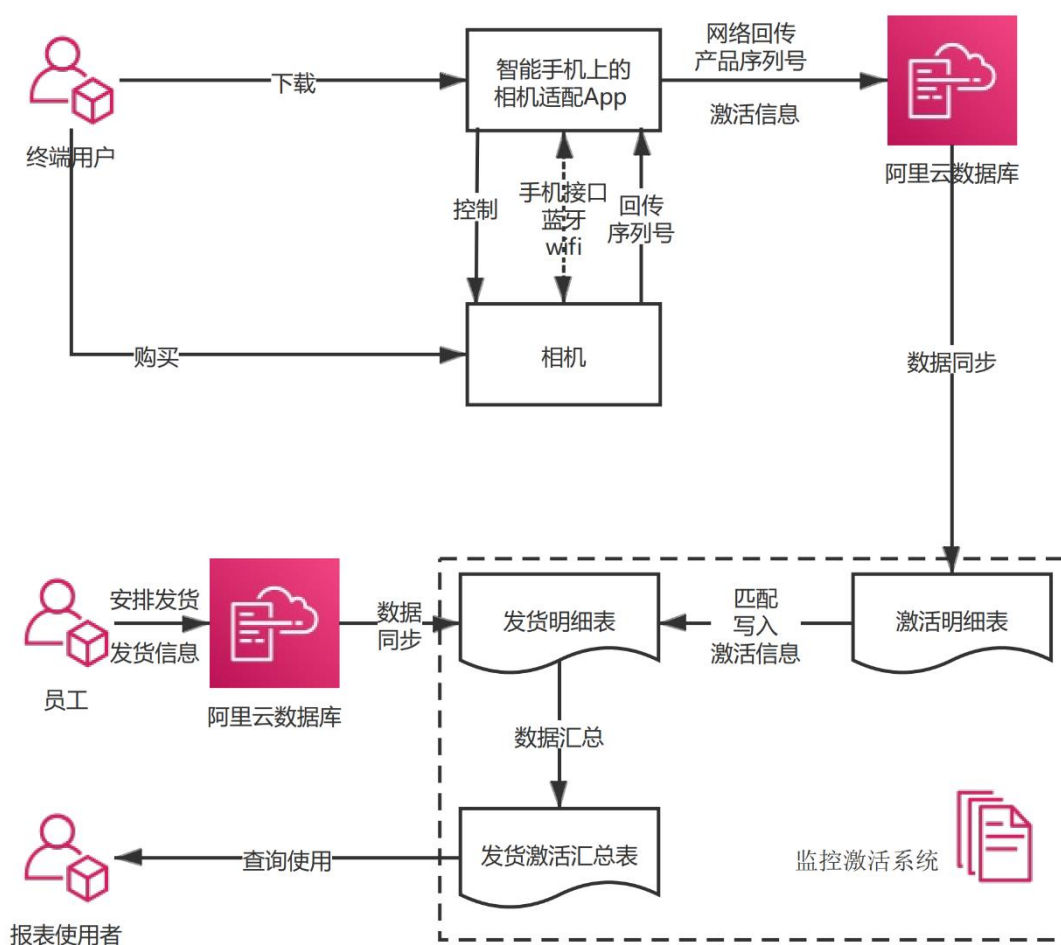 终端用户
下载
智能手机上的
相机适配App
网络回传
产品序列号
激活信息
阿里云数据库
控制
手机接口
蓝牙
wifi
回传
序列号
购买
相机
数据同步
员工
安排发货
发货信息
阿里云数据库
数据
同步
发货明细表
匹配
写入
激活信息
激活明细表
数据汇总
报表使用者
查询使用
发货激活汇总表
监控激活系统